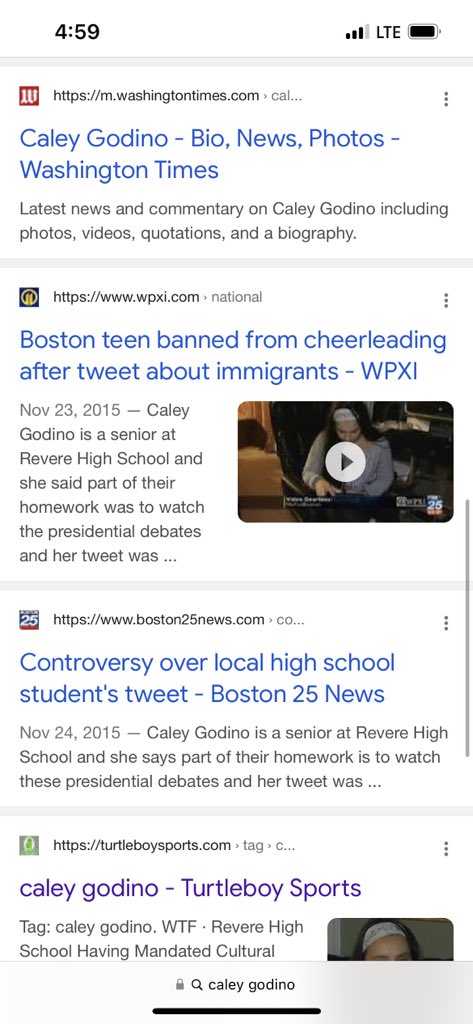 4:59
LTE
https://m.washingtontimes.com › cal...
Caley Godino - Bio, News, Photos -
Washington Times
Latest news and commentary on Caley Godino including
photos, videos, quotations, and a biography.
https://www.wpxi.com › national
Boston teen banned from cheerleading
after tweet about immigrants - WPXI
Nov 23, 2015 — Caley
Godino is a senior at
Revere High School and
she said part of their
homework was to watch
the presidential debates
and her tweet was ...
Video Courtesy:
MyFoxBoston
WPXI
FOX
25
BOSTON
25
https://www.boston25news.com › co...
Controversy over local high school
student's tweet - Boston 25 News
Nov 24, 2015 — Caley Godino is a senior at Revere High
School and she says part of their homework is to watch
these presidential debates and her tweet was ...
https://turtleboysports.com › tag › c...
caley godino - Turtleboy Sports
Tag: caley godino. WTF · Revere High
School Having Mandated Cultural
caley godino